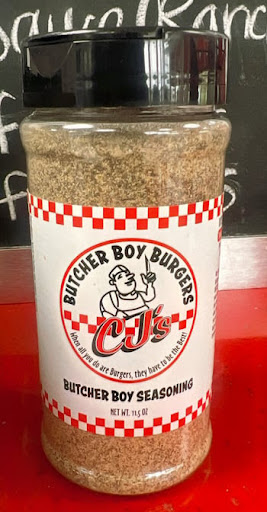 BUTCHER BOY BURGERS
CJ's
When all you do are Burgers, they have to be the Best!
BUTCHER BOY SEASONING
NET WT. 11.5 OZ